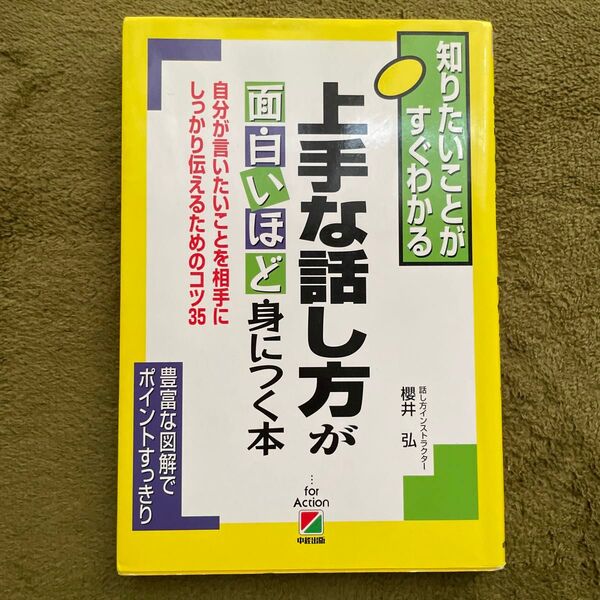 知りたいことが
すぐわかる
上手な話し方が
面白いほど身につく本
自分が言いたいことを相手に
しっかり伝えるためのコツ35
話し方インストラクター
櫻井 弘
豊富な図解で
ポイントすっきり
…for
Action
中経出版